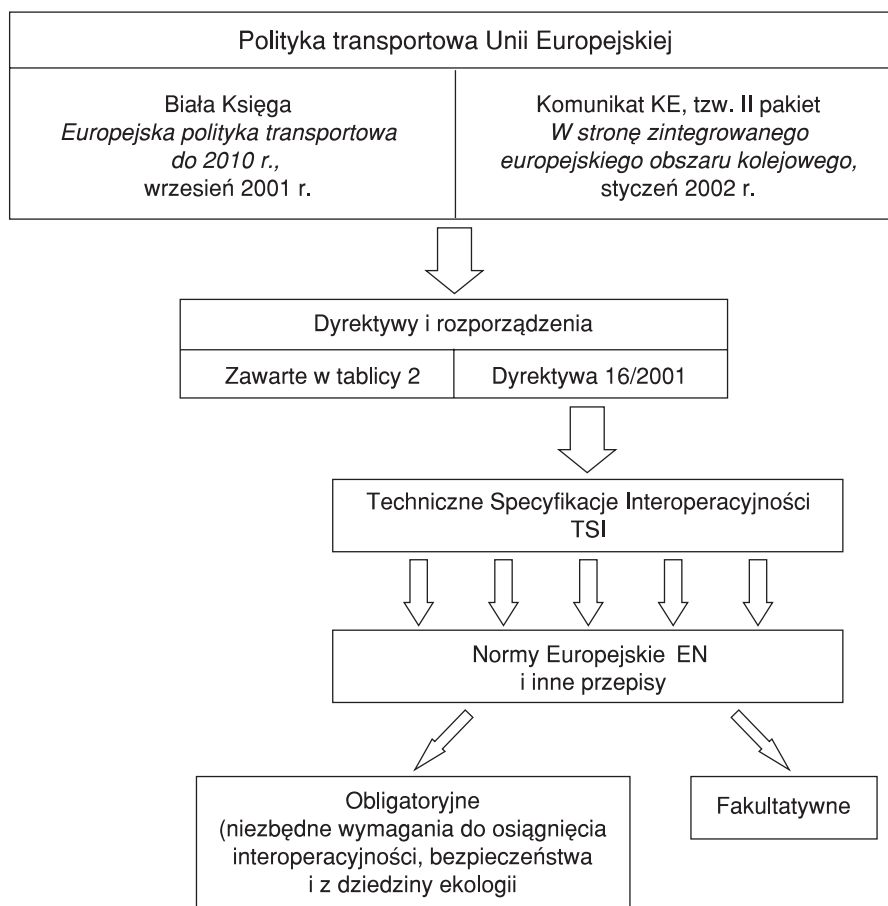 Polityka transportowa Unii Europejskiej
Biała Księga
Europejska polityka transportowa
do 2010 r.,
wrzesień 2001 r.
Komunikat KE, tzw. II pakiet
W stronę zintegrowanego
europejskiego obszaru kolejowego,
styczeń 2002 r.
Dyrektywy i rozporządzenia
Zawarte w tablicy 2
Dyrektywa 16/2001
Techniczne Specyfikacje Interoperacyjności
TSI
Normy Europejskie EN
i inne przepisy
Obligatoryjne
(niezbędne wymagania do osiągnięcia
interoperacyjności, bezpieczeństwa
i z dziedziny ekologii
Fakultatywne